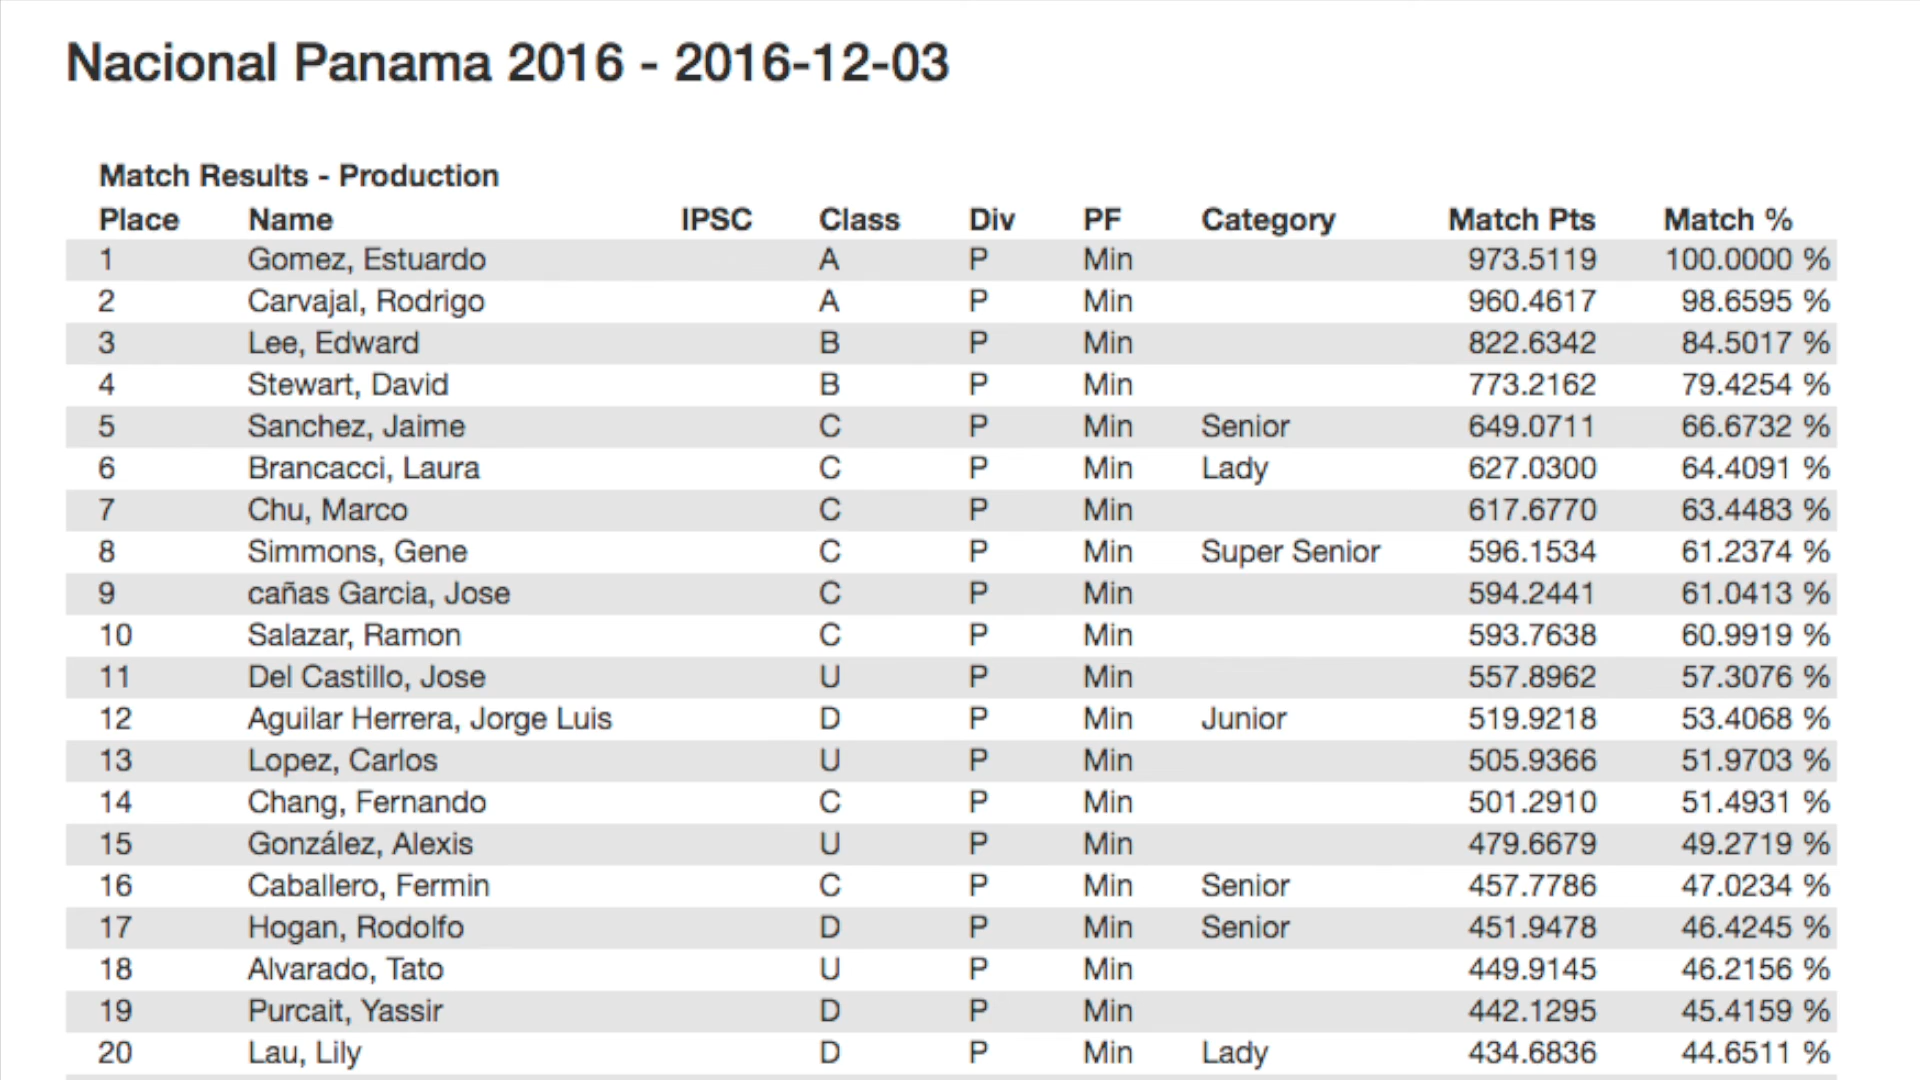 Nacional Panama 2016 - 2016-12-03
Match Results - Production
Place Name IPSC Class Div PF Category Match Pts Match %
1 Gomez, Estuardo A P Min 973.5119 100.0000 %
2 Carvajal, Rodrigo A P Min 960.4617 98.6595 %
3 Lee, Edward B P Min 822.6342 84.5017 %
4 Stewart, David B P Min 773.2162 79.4254 %
5 Sanchez, Jaime C P Min Senior 649.0711 66.6732 %
6 Brancacci, Laura C P Min Lady 627.0300 64.4091 %
7 Chu, Marco C P Min 617.6770 63.4483 %
8 Simmons, Gene C P Min Super Senior 596.1534 61.2374 %
9 cañas Garcia, Jose C P Min 594.2441 61.0413 %
10 Salazar, Ramon C P Min 593.7638 60.9919 %
11 Del Castillo, Jose U P Min 557.8962 57.3076 %
12 Aguilar Herrera, Jorge Luis D P Min Junior 519.9218 53.4068 %
13 Lopez, Carlos U P Min 505.9366 51.9703 %
14 Chang, Fernando C P Min 501.2910 51.4931 %
15 González, Alexis U P Min 479.6679 49.2719 %
16 Caballero, Fermin C P Min Senior 457.7786 47.0234 %
17 Hogan, Rodolfo D P Min Senior 451.9478 46.4245 %
18 Alvarado, Tato U P Min 449.9145 46.2156 %
19 Purcait, Yassir D P Min 442.1295 45.4159 %
20 Lau, Lily D P Min Lady 434.6836 44.6511 %